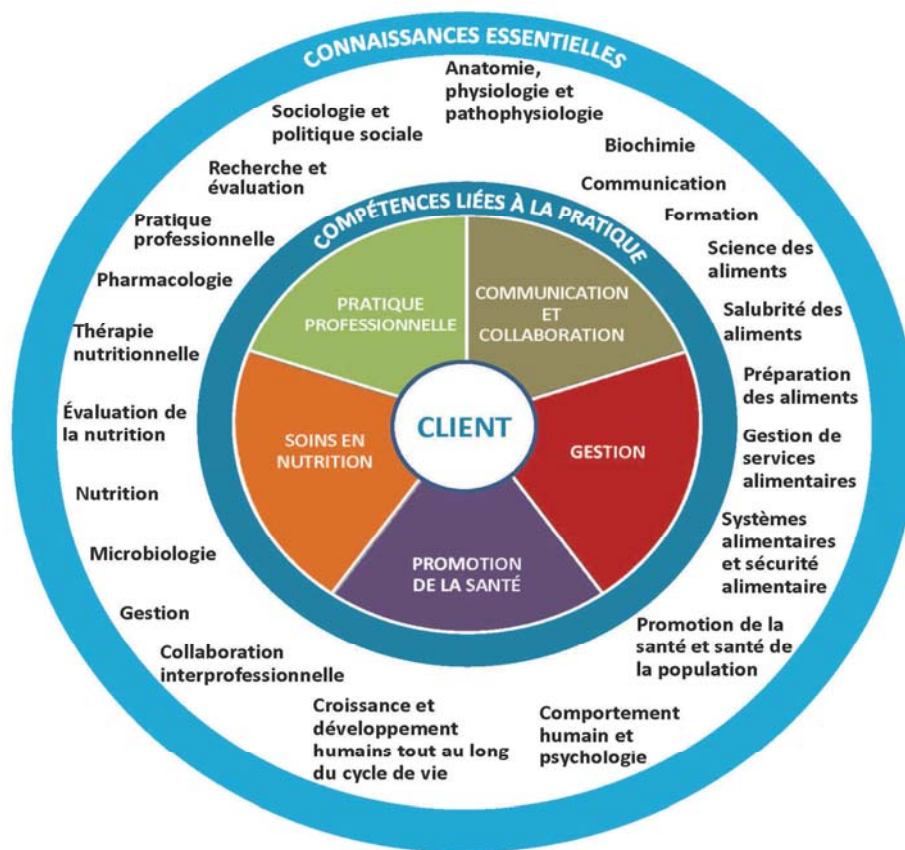 CONNAISSANCES ESSENTIELLES
Anatomie,
physiologie et
pathophysiologie
Biochimie
Communication
Formation
Science des
aliments
Salubrité des
aliments
Préparation
des aliments
Gestion de
services
alimentaires
Systèmes
alimentaires
et sécurité
alimentaire
Promotion de la
santé et santé de
la population
Comportement
humain et
psychologie
Croissance et
développement
humains tout au long
du cycle de vie
Collaboration
interprofessionnelle
Gestion
Microbiologie
Nutrition
Évaluation de
la nutrition
Thérapie
nutritionnelle
Pharmacologie
Pratique
professionnelle
Recherche et
évaluation
Sociologie et
politique sociale
COMPÉTENCES LIÉES À LA PRATIQUE
PRATIQUE
PROFESSIONNELLE
COMMUNICATION
ET
COLLABORATION
GESTION
PROMOTION
DE LA SANTÉ
SOINS EN
NUTRITION
CLIENT